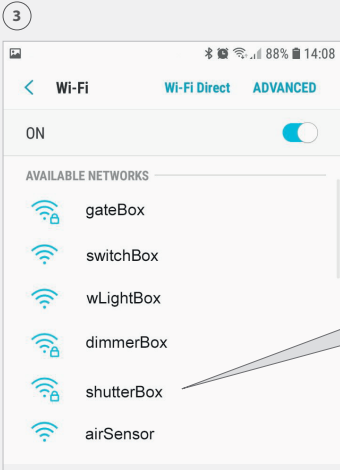 3
88% 14:08
Wi-Fi Wi-Fi Direct ADVANCED
ON
AVAILABLE NETWORKS
gateBox
switchBox
wLightBox
dimmerBox
shutterBox
airSensor